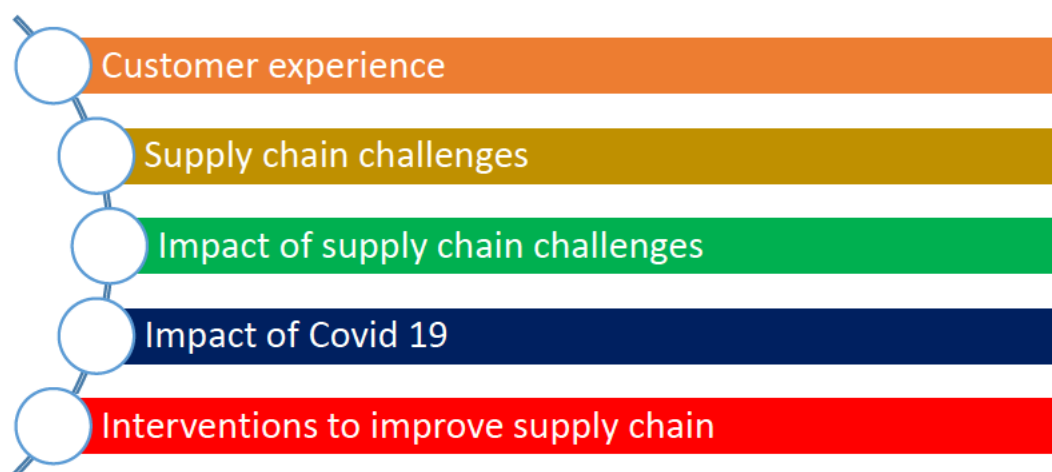 Customer experience
Supply chain challenges
Impact of supply chain challenges
Impact of Covid 19
Interventions to improve supply chain